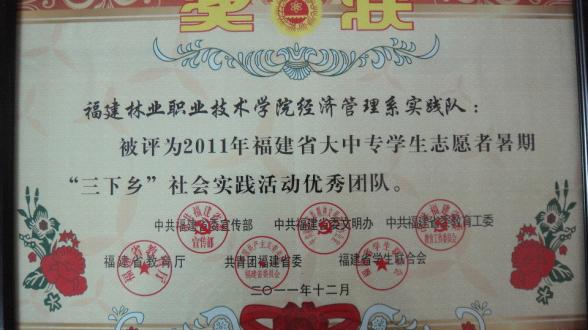 奖状
福建林业职业技术学院经济管理系实践队：
被评为2011年福建省大中专学生志愿者暑期
“三下乡”社会实践活动优秀团队。
中共福建省委宣传部 中共福建省委文明办 中共福建省委教育工委
福建省教育厅 共青团福建省委 福建省学生联合会
二〇一一年十二月